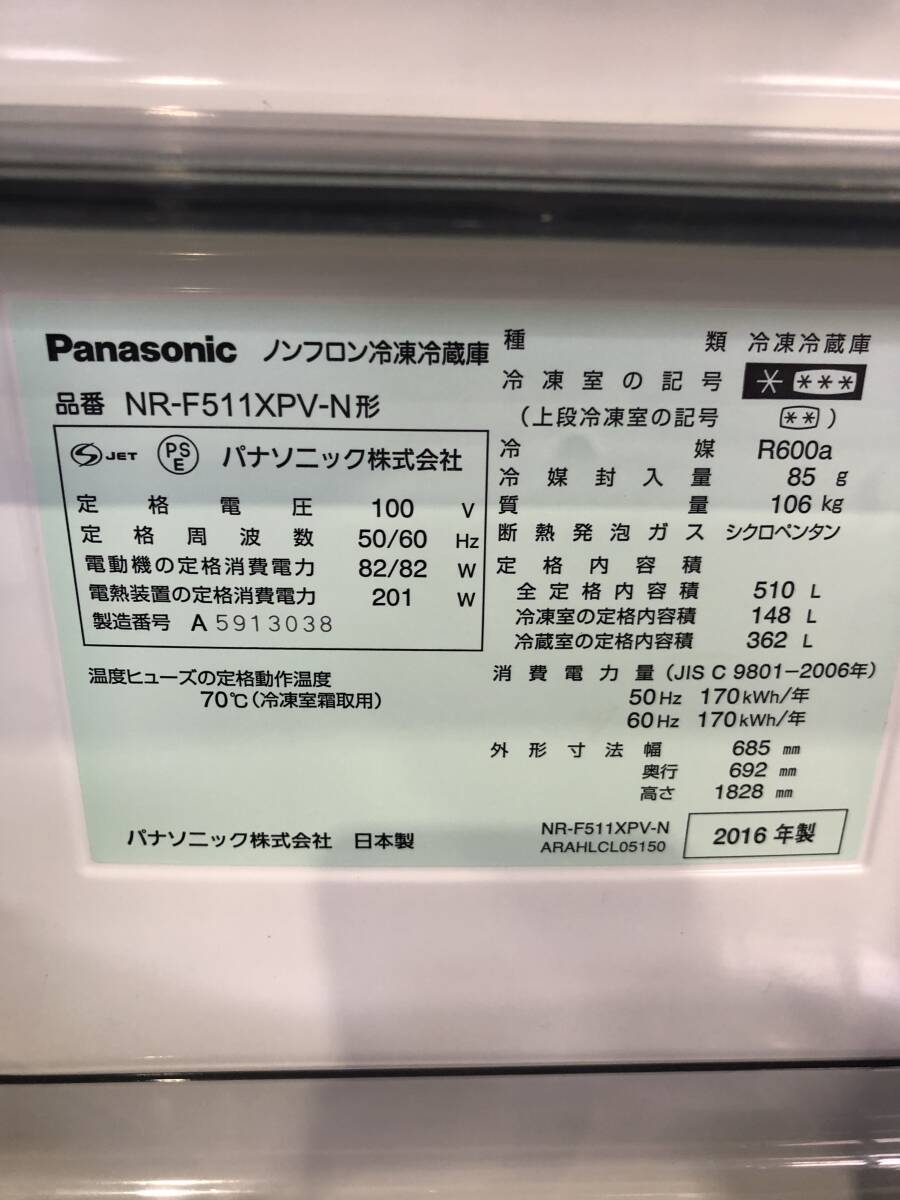 Panasonic ノンフロン冷凍冷蔵庫
品番 NR-F511XPV-N形
JET PSE パナソニック株式会社
定格電圧 100 V
定格周波数 50/60 Hz
電動機の定格消費電力 82/82 W
電熱装置の定格消費電力 201 W
製造番号 A 5913038
温度ヒューズの定格動作温度
70℃(冷凍室霜取用)
パナソニック株式会社 日本製
種類 冷凍冷蔵庫
冷凍室の記号 * ***
(上段冷凍室の記号 ** )
冷媒 R600a
冷媒封入量 85 g
質量 106 kg
断熱発泡ガス シクロペンタン
定格内容積
全定格内容積 510 L
冷凍室の定格内容積 148 L
冷蔵室の定格内容積 362 L
消費電力量(JIS C 9801-2006年)
50Hz 170kWh/年
60Hz 170kWh/年
外形寸法幅 685 mm
奥行 692 mm
高さ 1828 mm
NR-F511XPV-N
ARAHLCL05150
2016年製